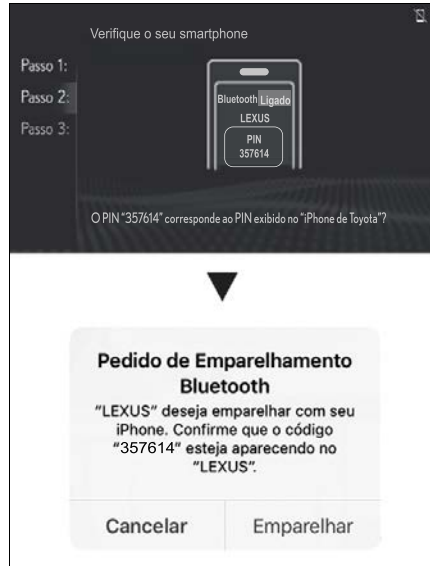 Verifique o seu smartphone
Passo 1:
Passo 2:
Passo 3:
Bluetooth Ligado
LEXUS
PIN
357614
O PIN "357614" corresponde ao PIN exibido no "iPhone de Toyota"?
Pedido de Emparelhamento
Bluetooth
"LEXUS" deseja emparelhar com seu
iPhone. Confirme que o código
"357614" esteja aparecendo no
"LEXUS".
Cancelar Emparelhar